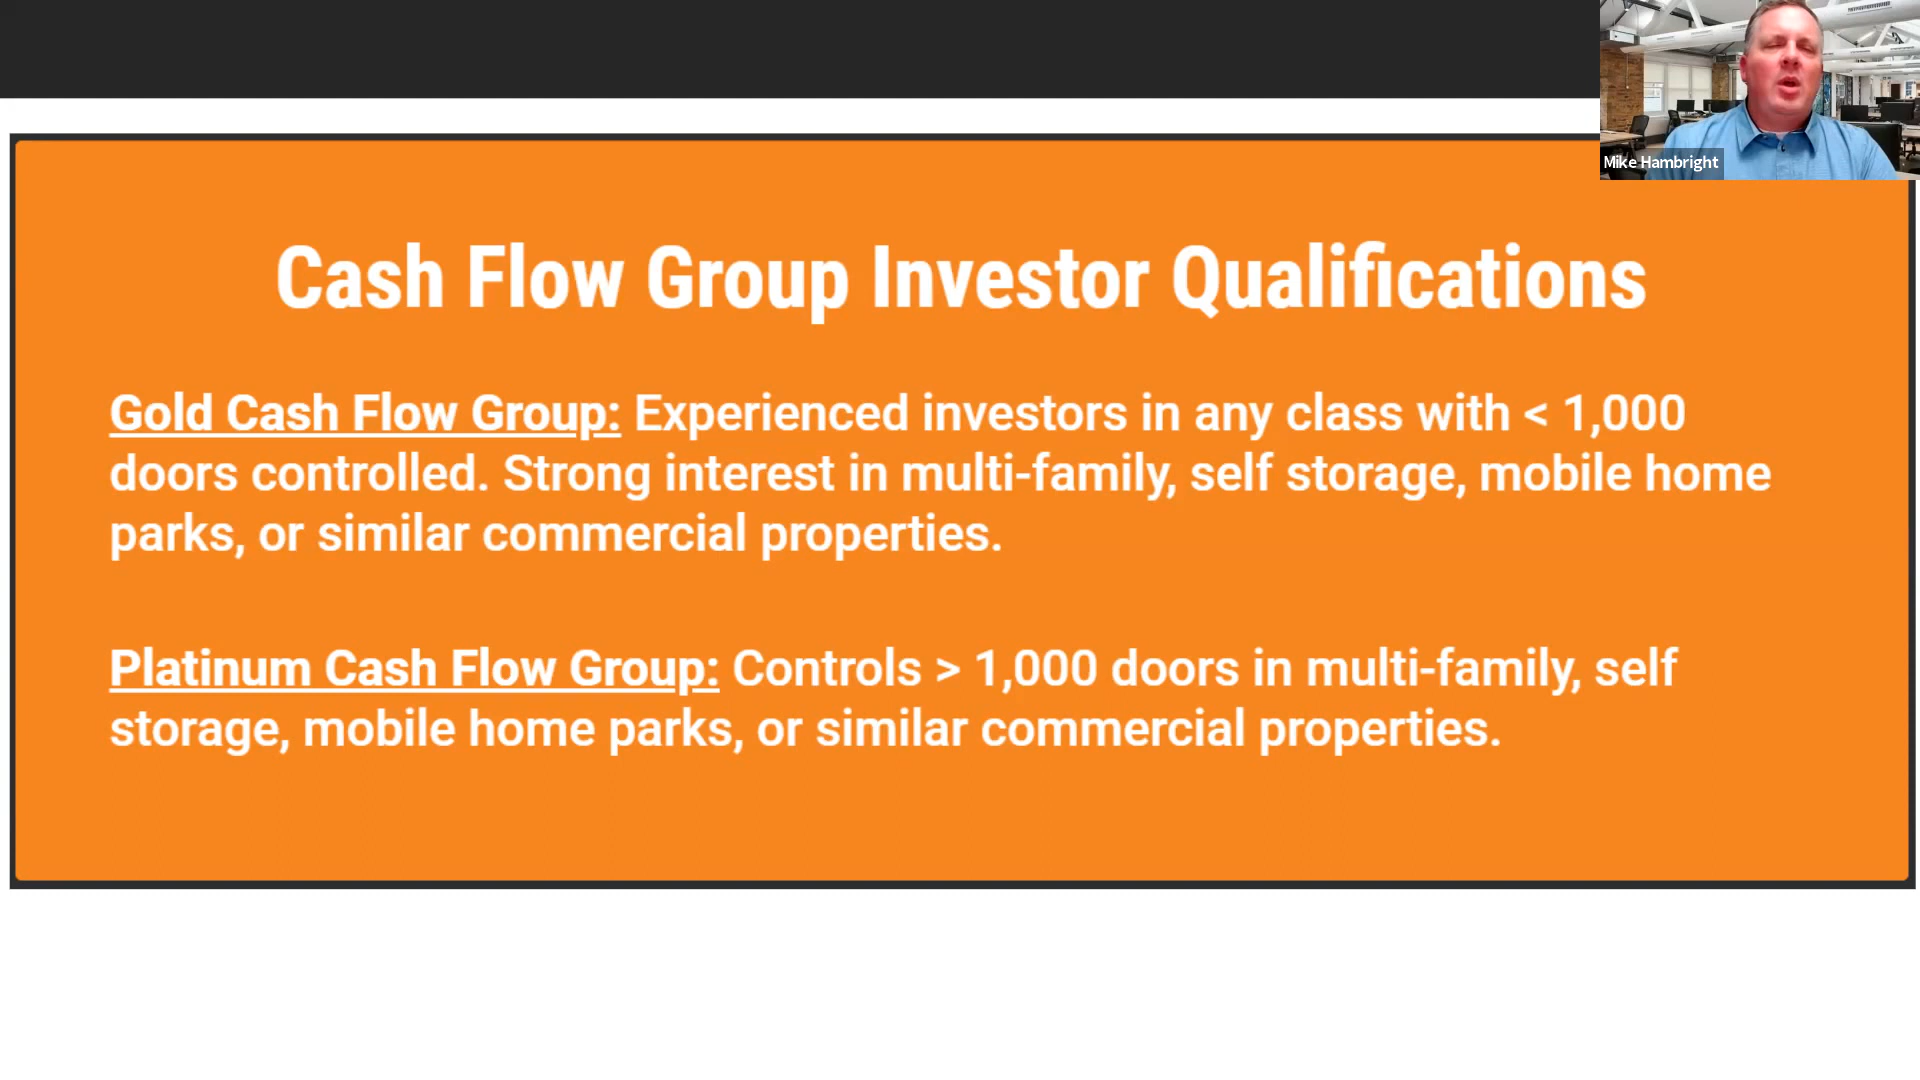 Mike Hambright
Cash Flow Group Investor Qualifications
Gold Cash Flow Group: Experienced investors in any class with < 1,000
doors controlled. Strong interest in multi-family, self storage, mobile home
parks, or similar commercial properties.
Platinum Cash Flow Group: Controls > 1,000 doors in multi-family, self
storage, mobile home parks, or similar commercial properties.